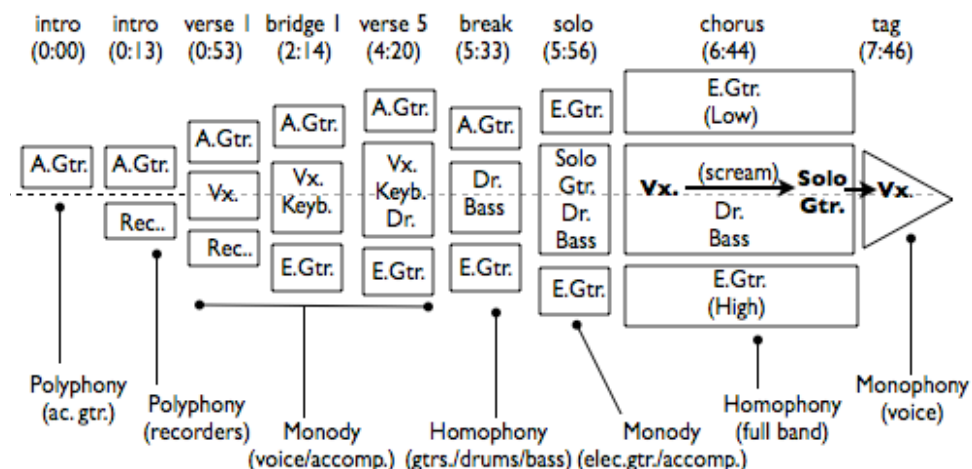 intro intro verse 1 bridge 1 verse 5 break solo chorus tag
(0:00) (0:13) (0:53) (2:14) (4:20) (5:33) (5:56) (6:44) (7:46)
A.Gtr.
A.Gtr.
Rec..
A.Gtr.
Vx.
Rec..
A.Gtr.
Vx.
Keyb.
E.Gtr.
A.Gtr.
Vx.
Keyb.
Dr.
E.Gtr.
A.Gtr.
Dr.
Bass
E.Gtr.
E.Gtr.
Solo
Gtr.
Dr.
Bass
E.Gtr.
E.Gtr.
(Low)
Vx. (scream) Solo
Gtr.
Dr.
Bass
E.Gtr.
(High)
Vx.
Polyphony
(ac. gtr.)
Polyphony
(recorders)
Monody
(voice/accomp.)
Homophony
(gtrs./drums/bass)
Monody
(elec.gtr./accomp.)
Homophony
(full band)
Monophony
(voice)